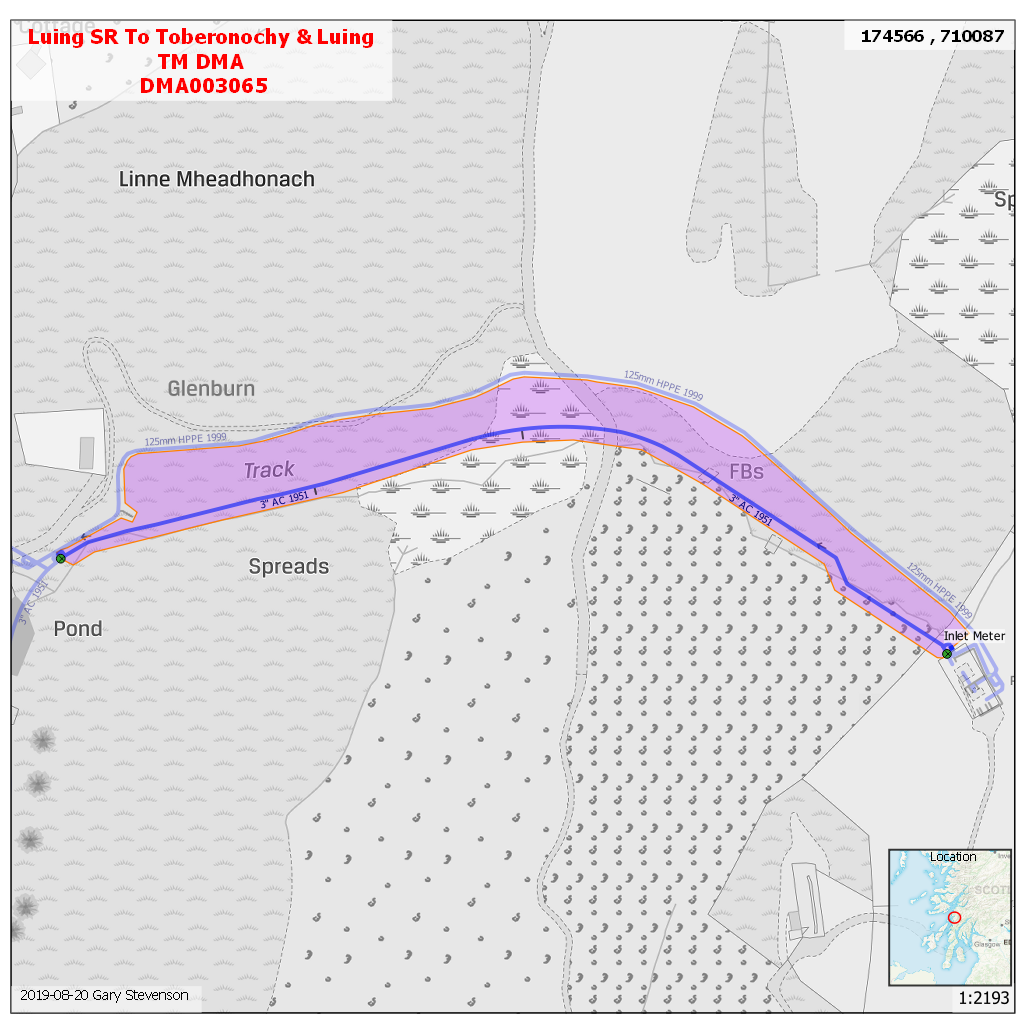 Cottage
Luing SR To Toberonochy & Luing
TM DMA
DMA003065
174566 , 710087
Linne Mheadhonach
Sp
125mm HPPE 1999
Glenburn
125mm HPPE 1999
Track
FBs
3" AC 1951
3" AC 1951
Spreads
125mm HPPE 1999
3" AC 1951
Pond
Inlet Meter
Location
SCOT
Glasgow
2019-08-20 Gary Stevenson
1:2193